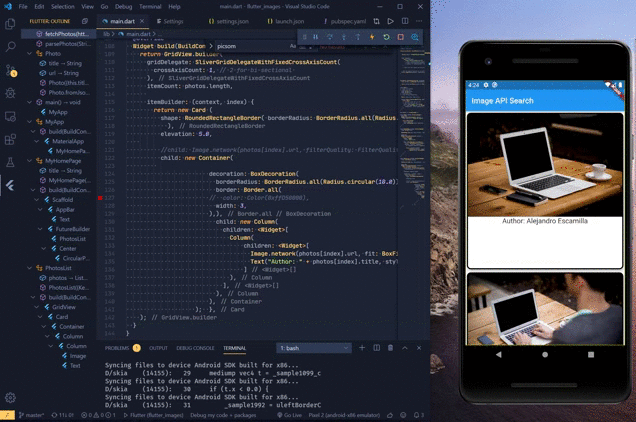 File Edit Selection View Go Debug Terminal Help
main.dart - flutter_images - Visual Studio Code
FLUTTER OUTLINE
fetchPhotos(htt...
parsePhotos(Stri...
Photo
title → String
url → String
Photo(this.titl...
Photo.fromJso...
main() → void
MyApp
MyApp
build(BuildCon...
MaterialApp
MyHomePa...
MyHomePage
title → String
MyHomePage(...
build(BuildCon...
Scaffold
AppBar
Text
FutureBuilder
PhotosList
Center
CircularP...
PhotosList
photos → List...
PhotosList({Ke...
build(BuildCon...
GridView
Card
Container
Column
Column
Image
Text
main.dart
Settings
settings.json
launch.json
pubspec.yaml
lib > main.dart > ...
picsom
Widget build(BuildCon
return GridView.builder(
gridDelegate: SliverGridDelegateWithFixedCrossAxisCount(
crossAxisCount: 1, // 2 for bi-sectional
), // SliverGridDelegateWithFixedCrossAxisCount
itemCount: photos.length,
itemBuilder: (context, index) {
return new Card (
shape: RoundedRectangleBorder( borderRadius: BorderRadius.all(Radius.
), // RoundedRectangleBorder
elevation: 5.0,
//child: Image.network(photos[index].url, filterQuality: FilterQuali
child: new Container(
decoration: BoxDecoration(
borderRadius: BorderRadius.all(Radius.circular(10.0))
border: Border.all(
width: 3,
),), // Border.all // BoxDecoration
child: new Column(
children: <Widget>[
Column(
children: <Widget>[
Image.network(photos[index].url, fit: BoxFi
Text("Author: " + photos[index].title, styl
] // <Widget>[]
), // Column
], // <Widget>[]
), // Column
), // Container
); // Card
); // GridView.builder
}
}
PROBLEMS OUTPUT DEBUG CONSOLE TERMINAL
1: Gradle
Syncing files to device Android SDK built for x86...
D/skia (14155): 29 mediump vec4 t = _sample1099_c
Syncing files to device Android SDK built for x86...
D/skia (14155): 30 if (t.x < 0.0) {
Syncing files to device Android SDK built for x86...
D/skia (14155): 31 _sample1992 = uleftBorderC
master* 11↓ 0↑ 0 0 1 Flutter (flutter_images) Debug my code + packages Go Live Pixel 2 (android-x86 emulator)
4:24
Image API Search
Author: Alejandro Escamilla